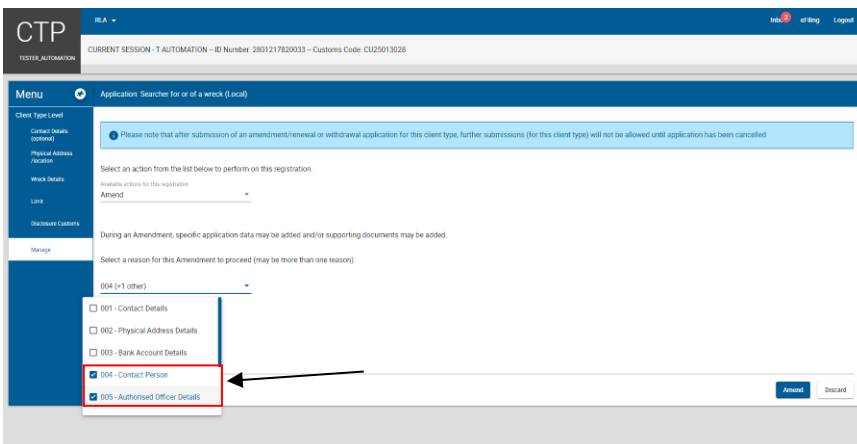 CTP
TESTER_AUTOMATION
RLA
2
eFiling
Logout
CURRENT SESSION - T AUTOMATION – ID Number: 2801217820033 – Customs Code: CU25013028
Menu
Application: Searcher for or of a wreck (Local)
Client Type Level
Contact Details
(optional)
Physical Address
/location
Wreck Details
Limit
Disclosure Customs
Manage
Please note that after submission of an amendment/renewal or withdrawal application for this client type, further submissions (for this client type) will not be allowed until application has been cancelled
Select an action from the list below to perform on this registration.
Available actions for this registration
Amend
During an Amendment, specific application data may be added and/or supporting documents may be added.
Select a reason for this Amendment to proceed (may be more than one reason):
004 (+1 other)
001 - Contact Details
002 - Physical Address Details
003 - Bank Account Details
004 - Contact Person
005 - Authorised Officer Details
Amend
Discard